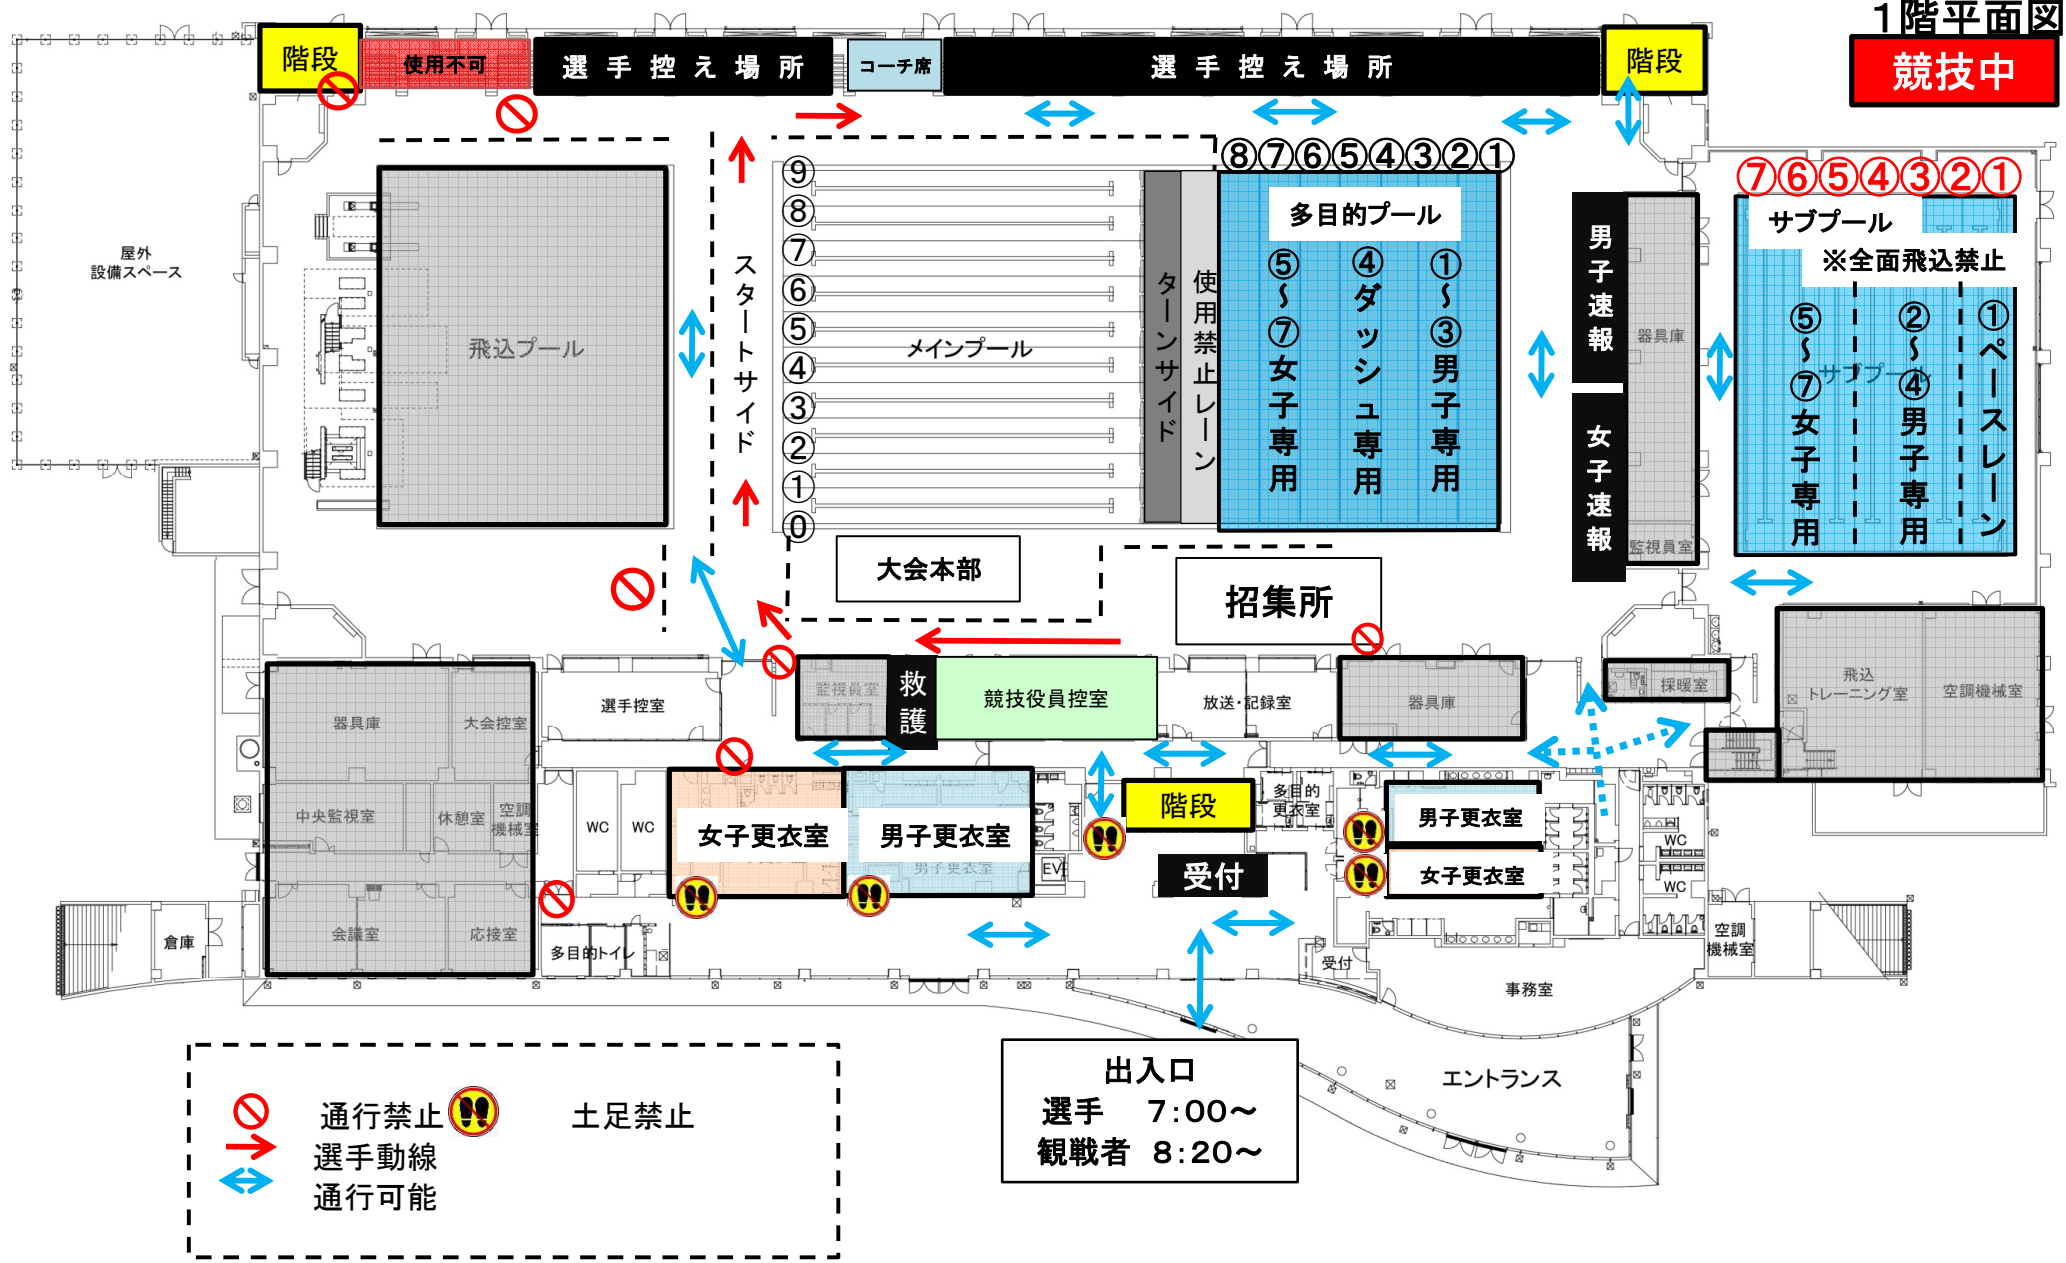 1階平面図
競技中
階段
使用不可
選手控え場所
コーチ席
選手控え場所
階段
屋外
設備スペース
飛込プール
スタートサイド
⑨
⑧
⑦
⑥
⑤
④
③
②
①
⓪
メインプール
ターンサイド
使用禁止レーン
⑧⑦⑥⑤④③②①
多目的プール
⑤～⑦女子専用
④ダッシュ専用
①～③男子専用
男子速報
女子速報
器具庫
監視員室
⑦⑥⑤④③②①
サブプール
※全面飛込禁止
サブプール
⑤～⑦女子専用
②～④男子専用
①ペースレーン
大会本部
招集所
器具庫
大会控室
選手控室
監視員室
救護
競技役員控室
放送・記録室
器具庫
採暖室
飛込
トレーニング室
空調機械室
中央監視室
休憩室
空調
機械室
WC
WC
女子更衣室
男子更衣室
男子更衣室
EV
階段
多目的
更衣室
男子更衣室
女子更衣室
WC
WC
受付
会議室
応接室
倉庫
多目的トイレ
受付
事務室
空調
機械室
エントランス
出入口
選手 7:00～
観戦者 8:20～
通行禁止
土足禁止
選手動線
通行可能